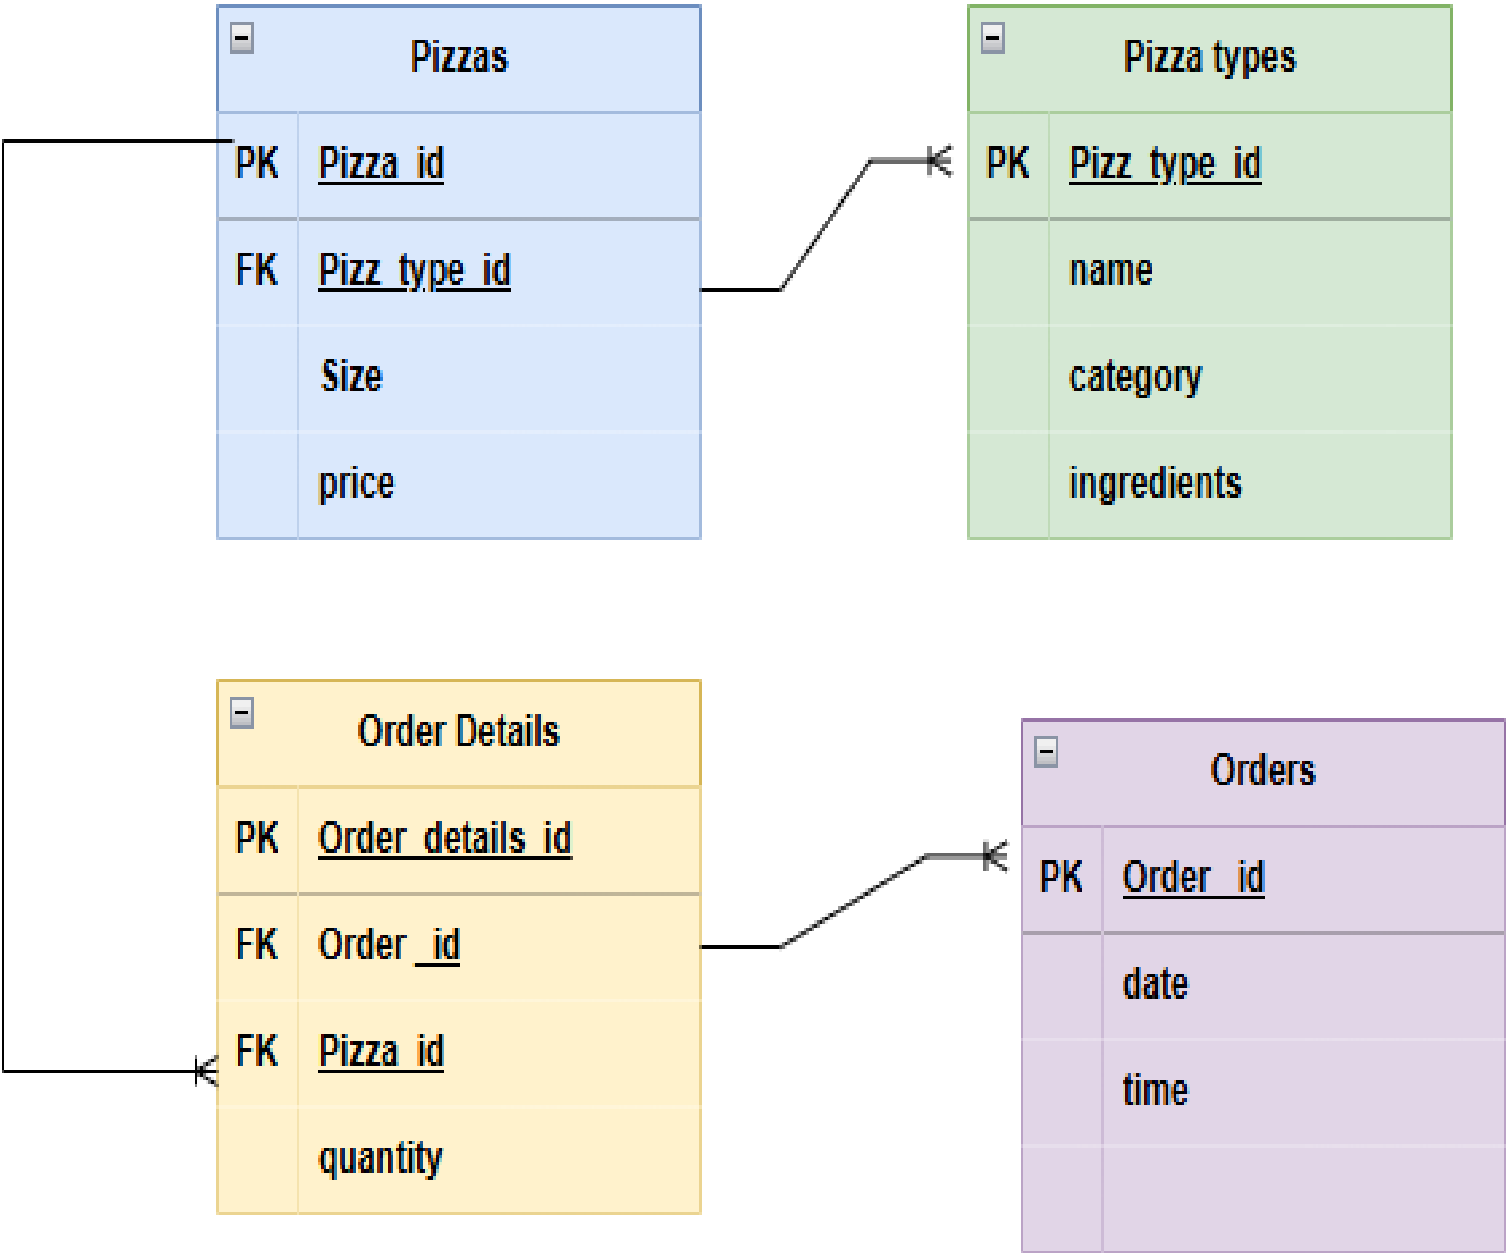 Pizzas
PK Pizza_id
FK Pizz_type_id
Size
price
Pizza types
PK Pizz_type_id
name
category
ingredients
Order Details
PK Order_details_id
FK Order _id
FK Pizza_id
quantity
Orders
PK Order _id
date
time